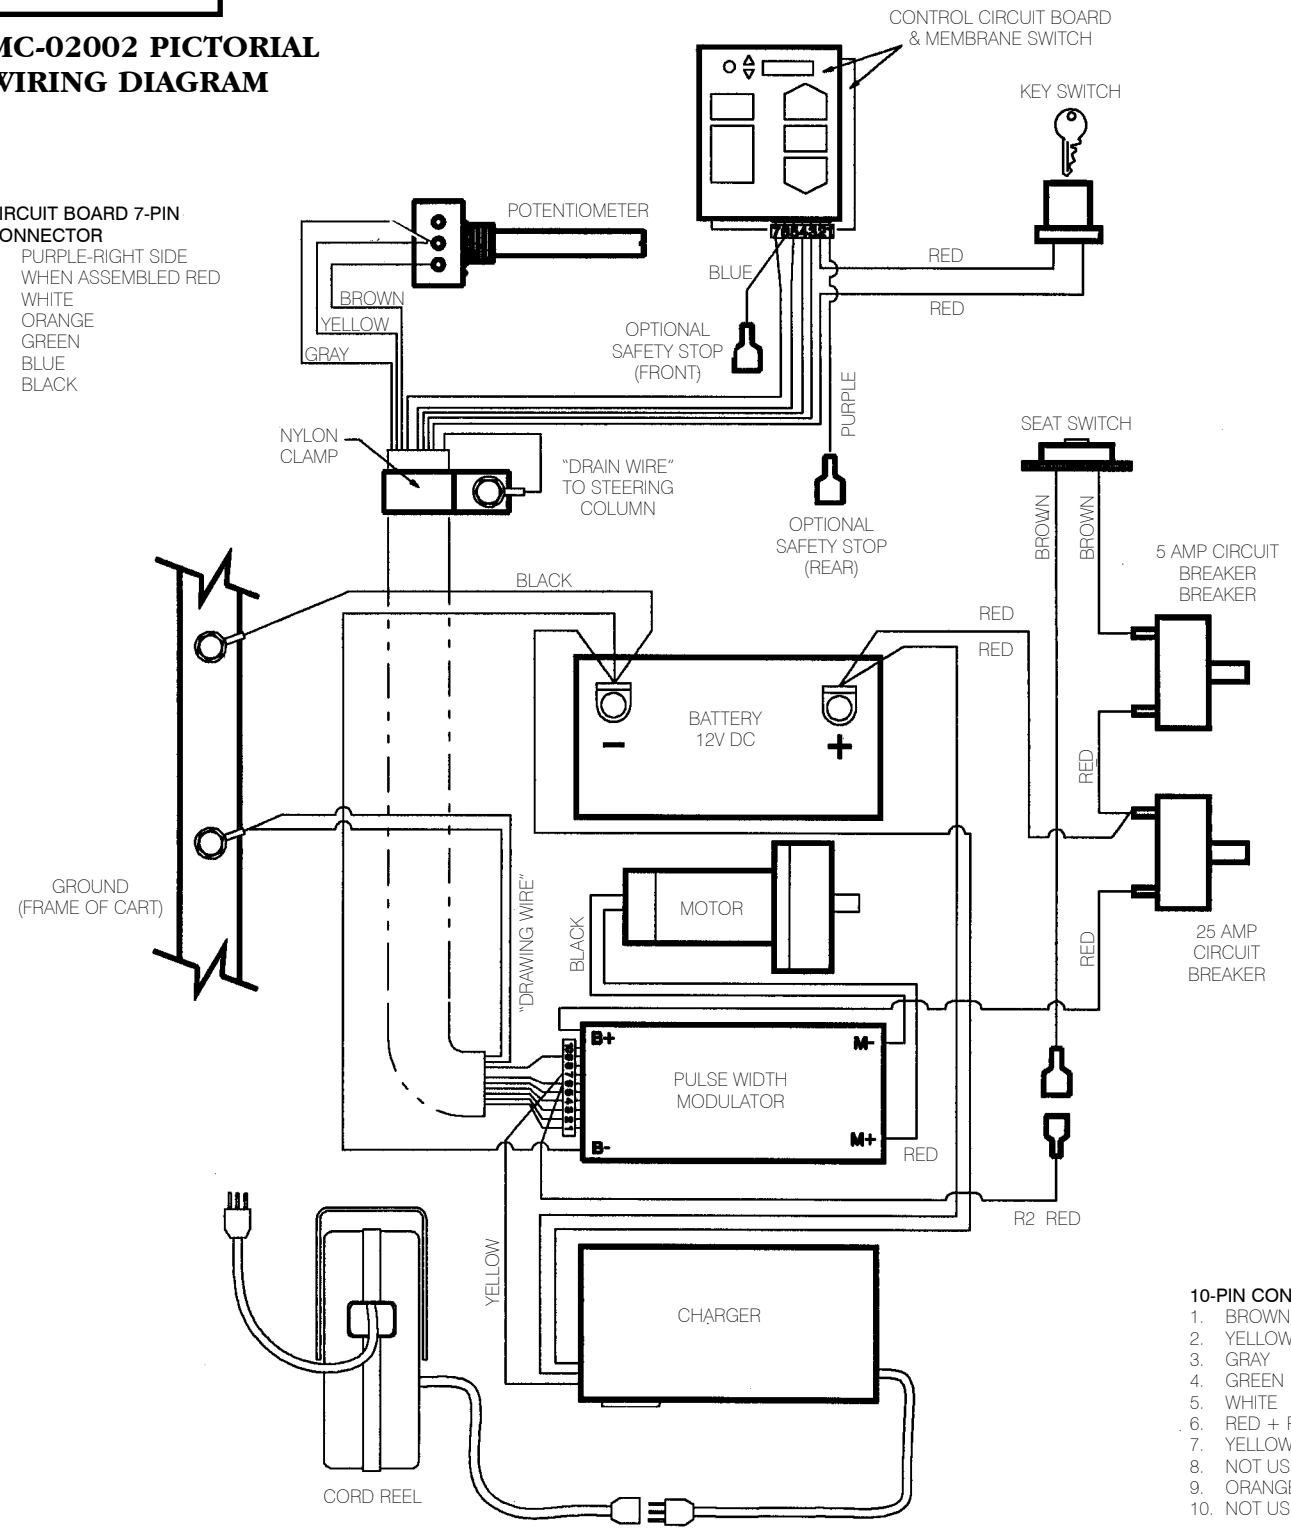 MC-02002 PICTORIAL
WIRING DIAGRAM
CONTROL CIRCUIT BOARD
& MEMBRANE SWITCH
KEY SWITCH
IRCUIT BOARD 7-PIN
ONNECTOR
PURPLE-RIGHT SIDE
WHEN ASSEMBLED RED
WHITE
ORANGE
GREEN
BLUE
BLACK
POTENTIOMETER
7654321
BLUE
RED
RED
BROWN
YELLOW
GRAY
OPTIONAL
SAFETY STOP
(FRONT)
PURPLE
SEAT SWITCH
NYLON
CLAMP
"DRAIN WIRE"
TO STEERING
COLUMN
OPTIONAL
SAFETY STOP
(REAR)
BROWN
BROWN
5 AMP CIRCUIT
BREAKER
BREAKER
BLACK
RED
RED
BATTERY
12V DC
−
+
RED
GROUND
(FRAME OF CART)
"DRAWING WIRE"
BLACK
MOTOR
RED
25 AMP
CIRCUIT
BREAKER
B+
M-
10987654321
PULSE WIDTH
MODULATOR
B-
M+
RED
R2 RED
YELLOW
CHARGER
CORD REEL
10-PIN CON
1. BROWN
2. YELLOW
3. GRAY
4. GREEN
5. WHITE
6. RED + R
7. YELLOW
8. NOT US
9. ORANGE
10. NOT US